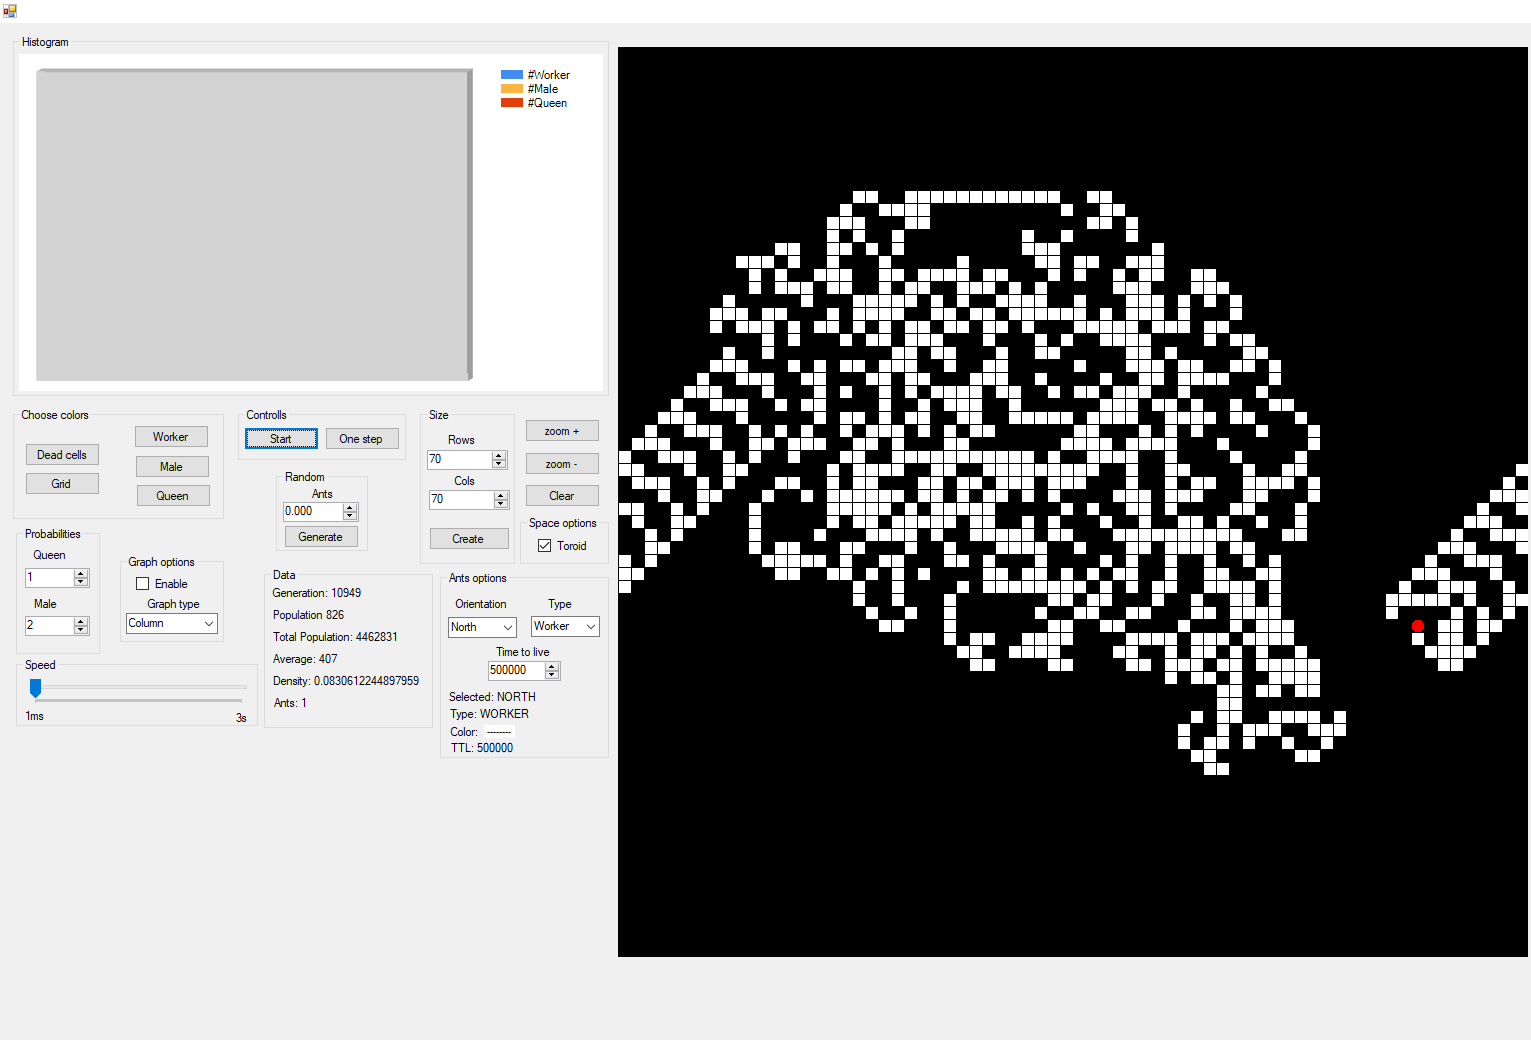 Histogram
#Worker
#Male
#Queen
Choose colors
Worker
Dead cells
Male
Grid
Queen
Controlls
Start
One step
Random
Ants
0.000
Generate
Size
Rows
70
Cols
70
Create
zoom +
zoom -
Clear
Space options
Toroid
Probabilities
Queen
1
Male
2
Graph options
Enable
Graph type
Column
Speed
1ms
3s
Data
Generation: 10949
Population 826
Total Population: 4462831
Average: 407
Density: 0.0830612244897959
Ants: 1
Ants options
Orientation
Type
North
Worker
Time to live
500000
Selected: NORTH
Type: WORKER
Color: --------
TTL: 500000